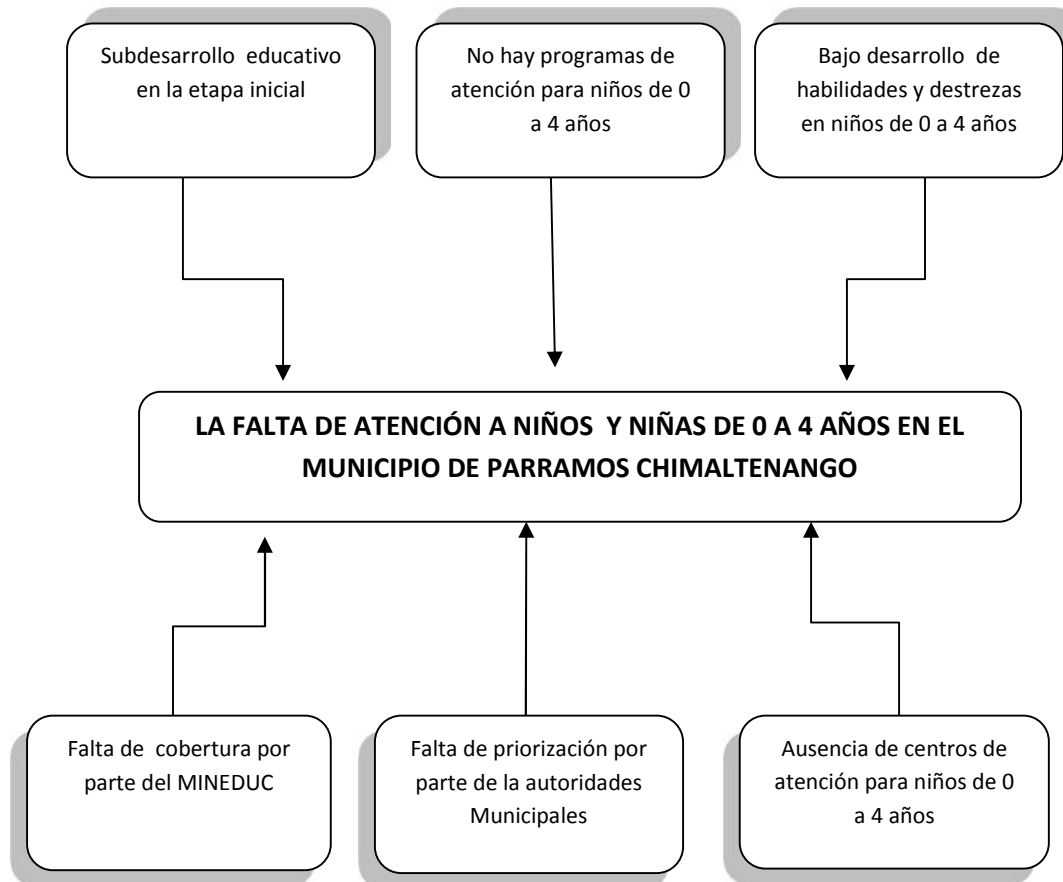 Subdesarrollo educativo
en la etapa inicial
No hay programas de
atención para niños de 0
a 4 años
Bajo desarrollo de
habilidades y destrezas
en niños de 0 a 4 años
LA FALTA DE ATENCIÓN A NIÑOS Y NIÑAS DE 0 A 4 AÑOS EN EL
MUNICIPIO DE PARRAMOS CHIMALTENANGO
Falta de cobertura por
parte del MINEDUC
Falta de priorización por
parte de la autoridades
Municipales
Ausencia de centros de
atención para niños de 0
a 4 años